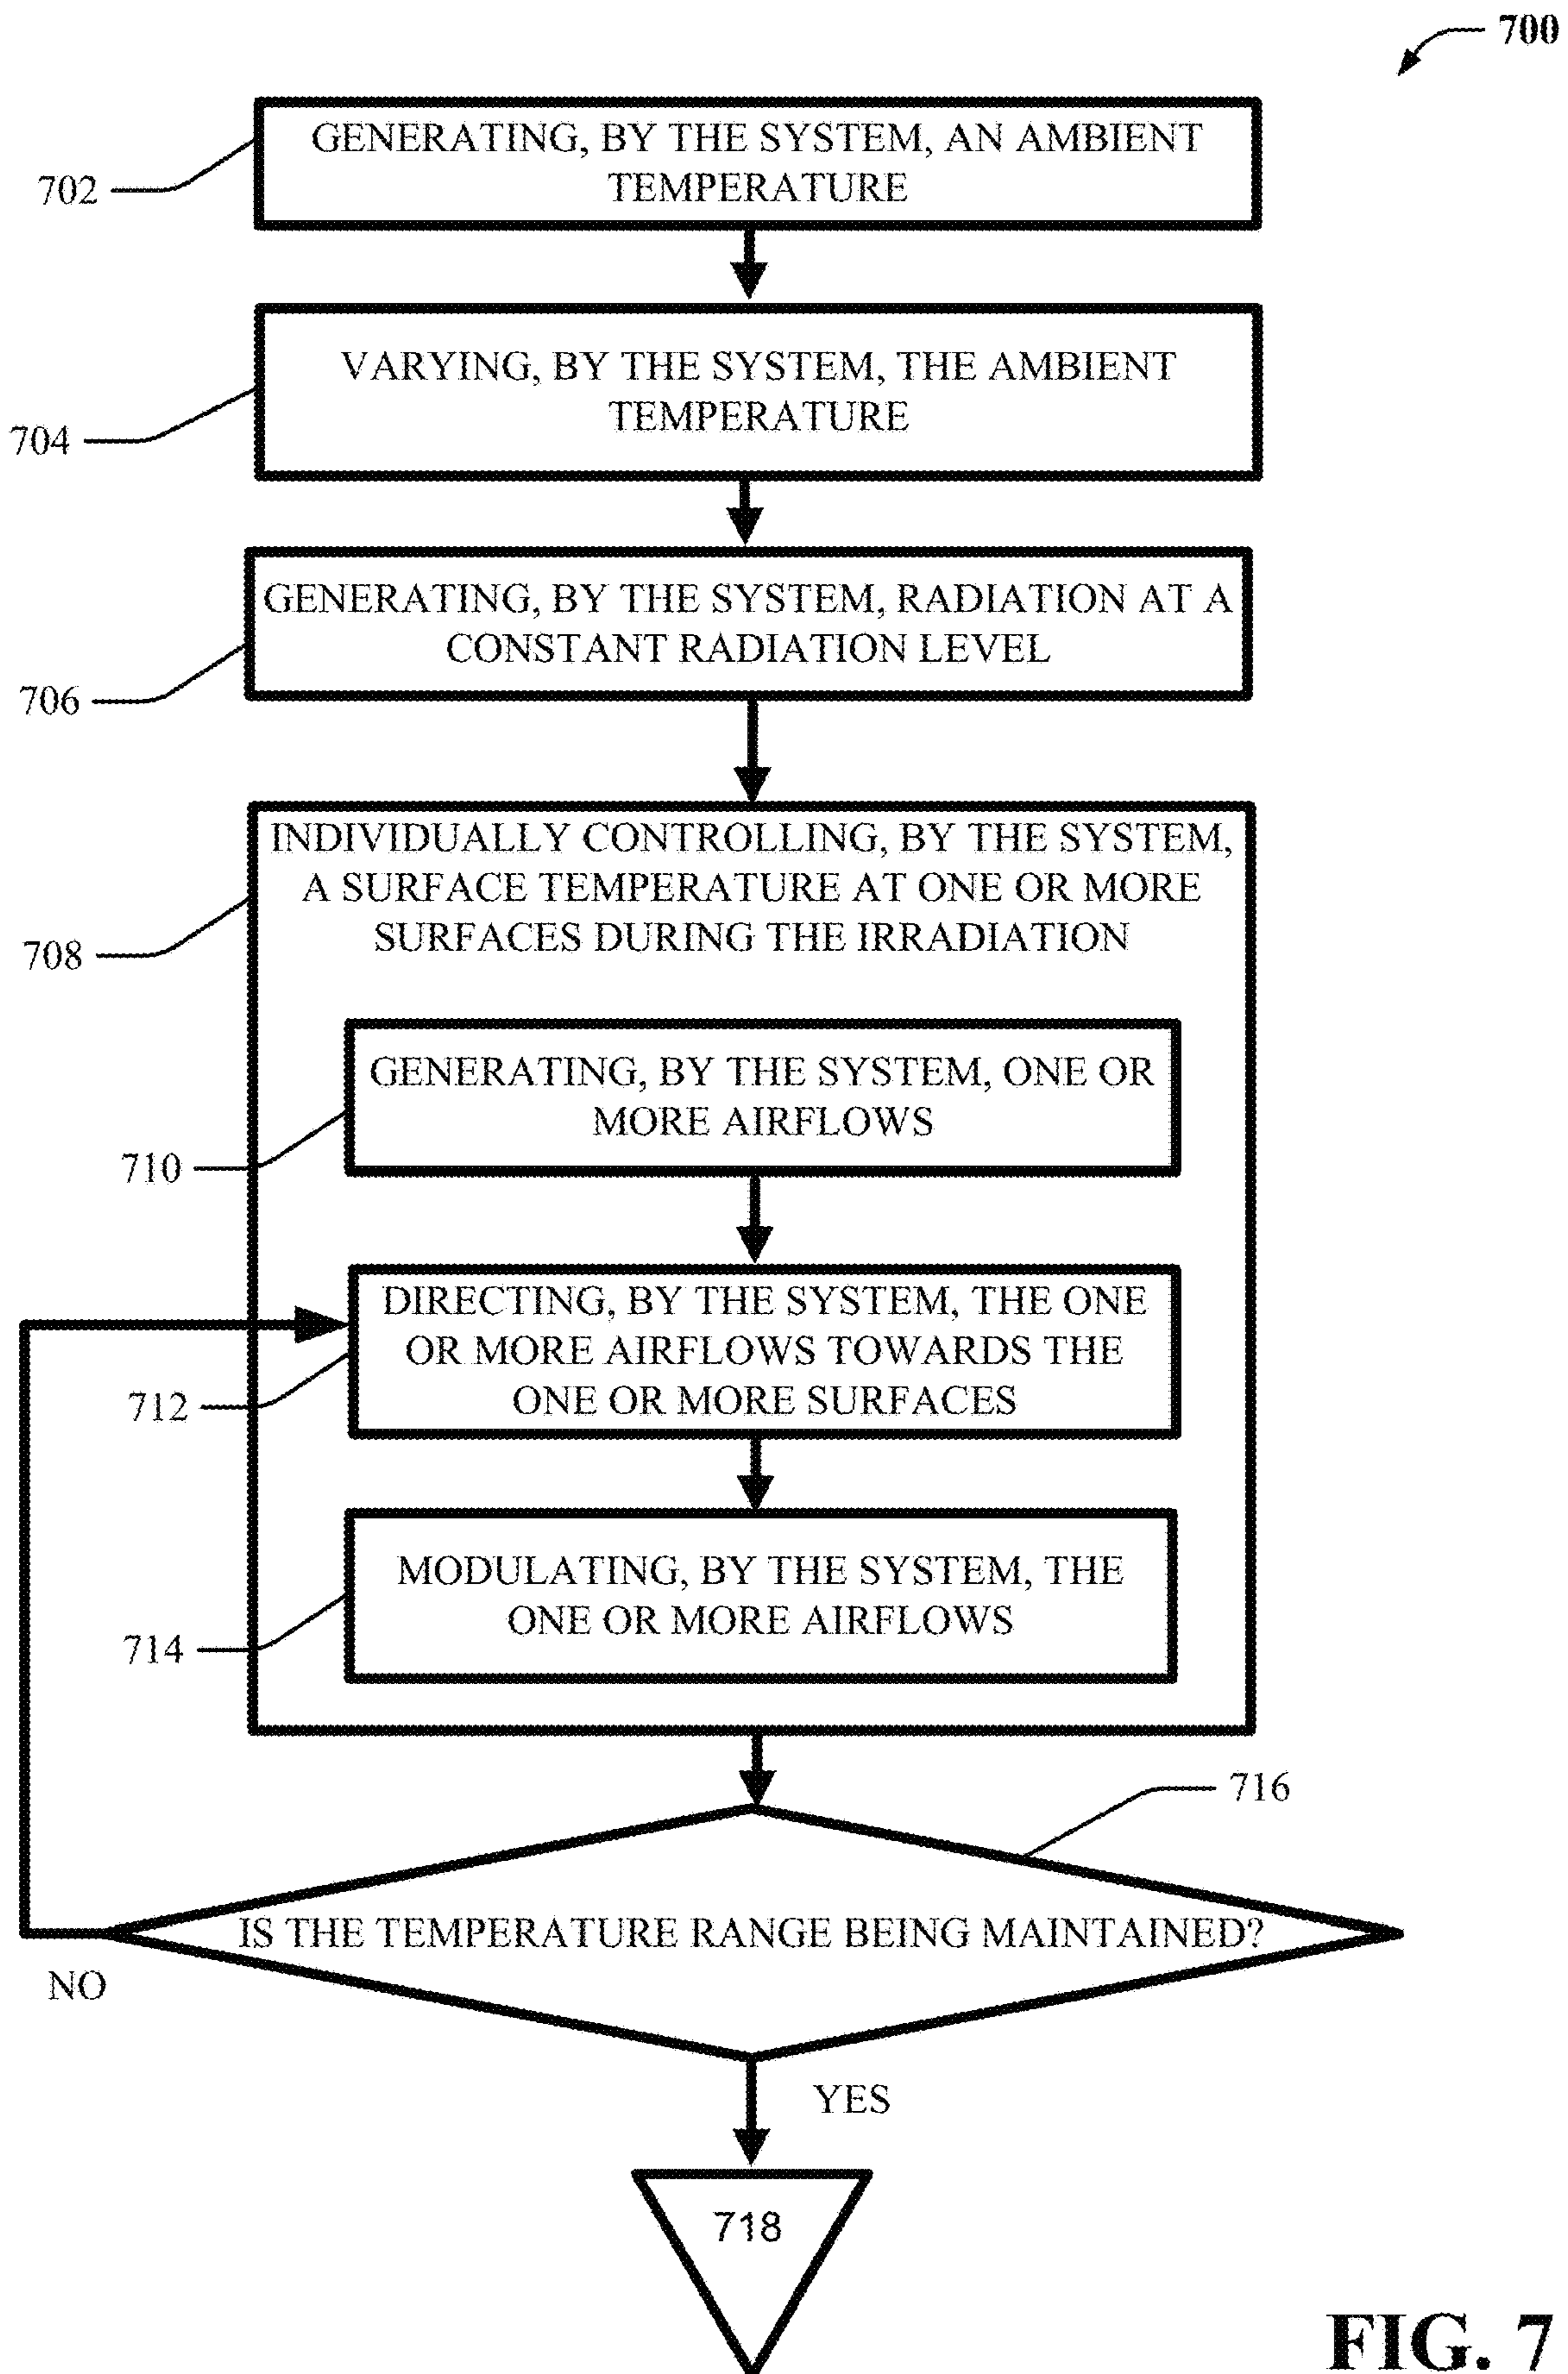 700
GENERATING, BY THE SYSTEM, AN AMBIENT
TEMPERATURE
702
VARYING, BY THE SYSTEM, THE AMBIENT
TEMPERATURE
704
GENERATING, BY THE SYSTEM, RADIATION AT A
CONSTANT RADIATION LEVEL
706
INDIVIDUALLY CONTROLLING, BY THE SYSTEM,
A SURFACE TEMPERATURE AT ONE OR MORE
SURFACES DURING THE IRRADIATION
708
GENERATING, BY THE SYSTEM, ONE OR
MORE AIRFLOWS
710
DIRECTING, BY THE SYSTEM, THE ONE
OR MORE AIRFLOWS TOWARDS THE
ONE OR MORE SURFACES
712
MODULATING, BY THE SYSTEM, THE
ONE OR MORE AIRFLOWS
714
716
IS THE TEMPERATURE RANGE BEING MAINTAINED?
NO
YES
718
FIG. 7